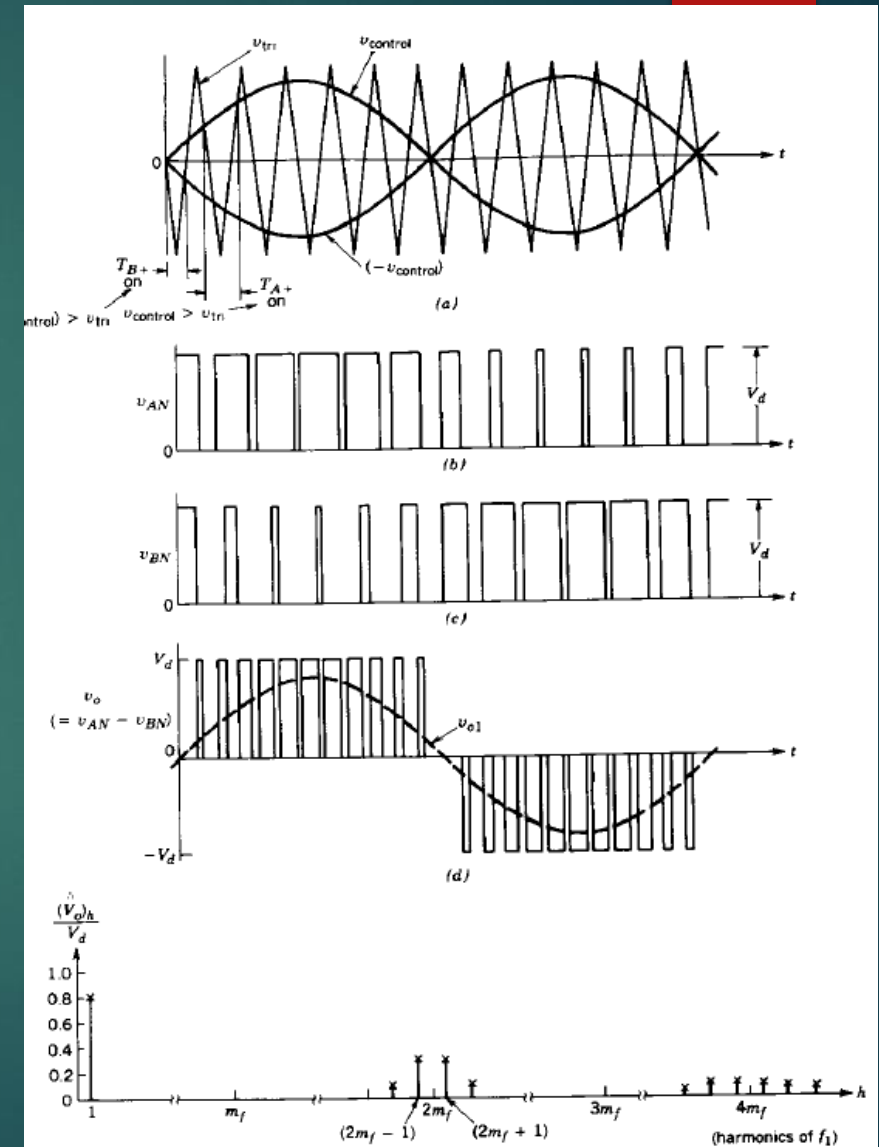 v_tri v_control
0 t
(−v_control)
T_B+ on
T_A+ on
ntrol) > v_tri v_control > v_tri
(a)
v_AN
V_d
0 t
(b)
v_BN
V_d
0 t
(c)
V_d
v_o
(= v_AN − v_BN)
v_o1
0 t
−V_d
(d)
(V̂_o)_h
V_d
1.0
0.8
0.6
0.4
0.2
0
1 m_f 2m_f 3m_f 4m_f h
(2m_f − 1) (2m_f + 1) (harmonics of f_1)